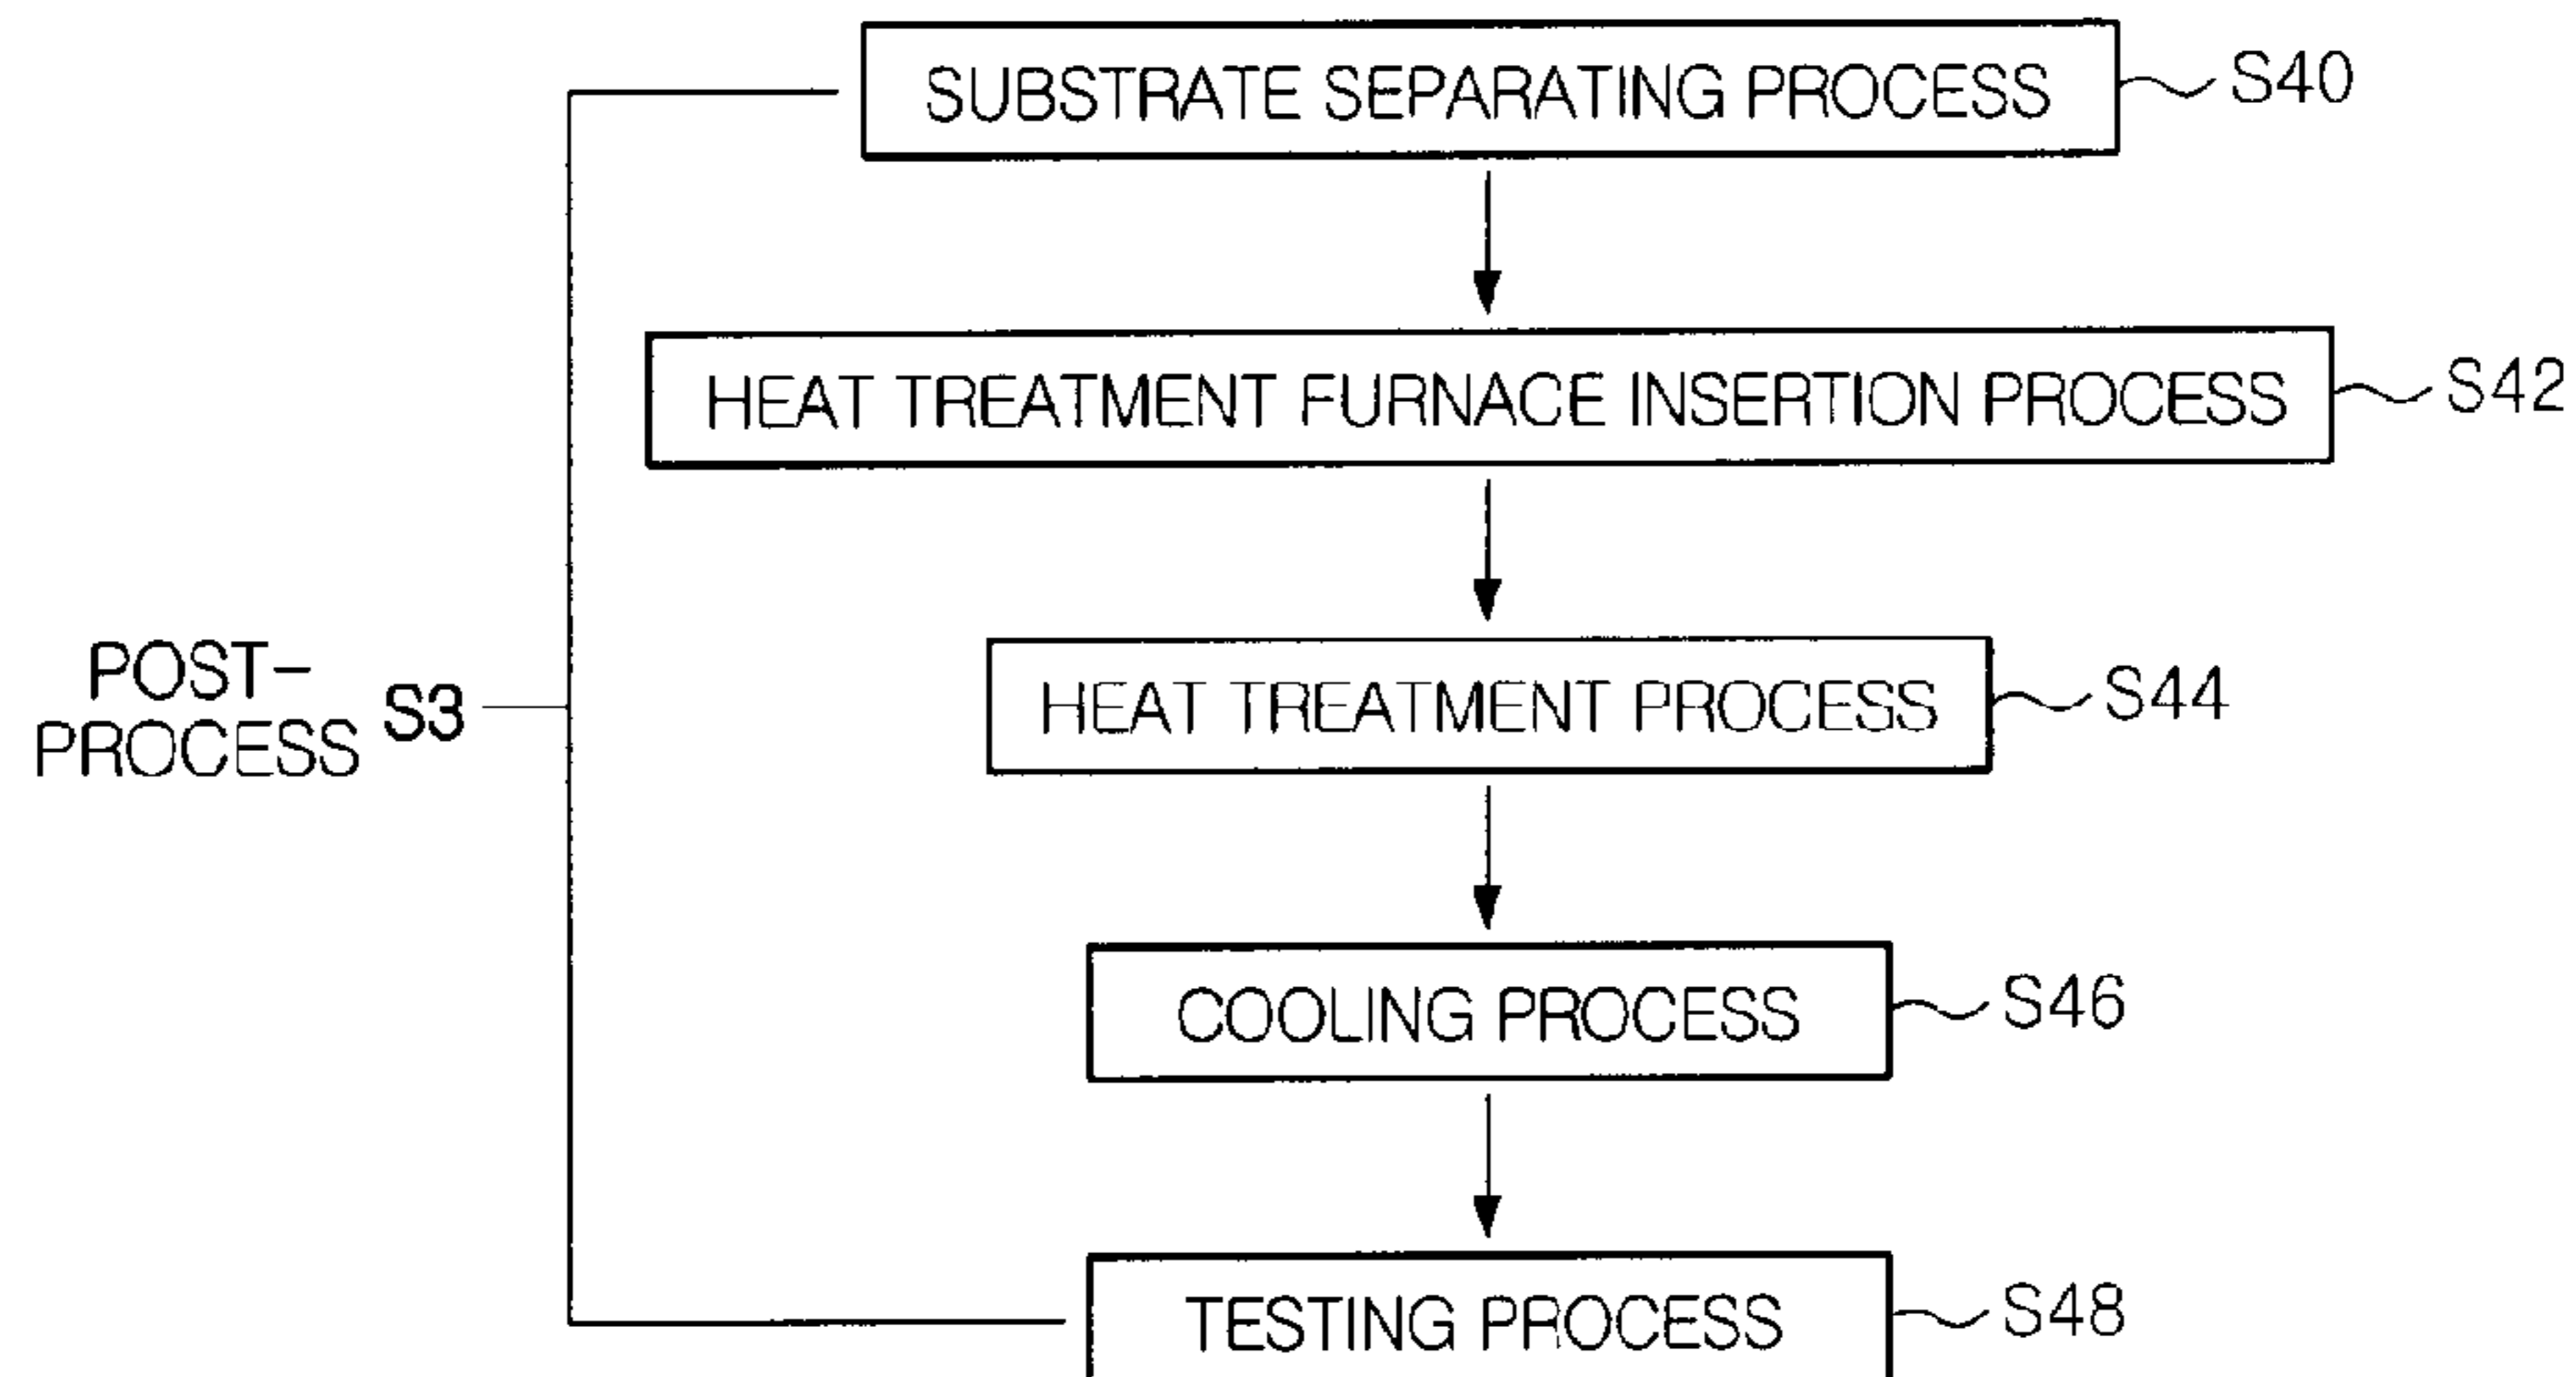 SUBSTRATE SEPARATING PROCESS S40
HEAT TREATMENT FURNACE INSERTION PROCESS S42
POST-
PROCESS S3
HEAT TREATMENT PROCESS S44
COOLING PROCESS S46
TESTING PROCESS S48